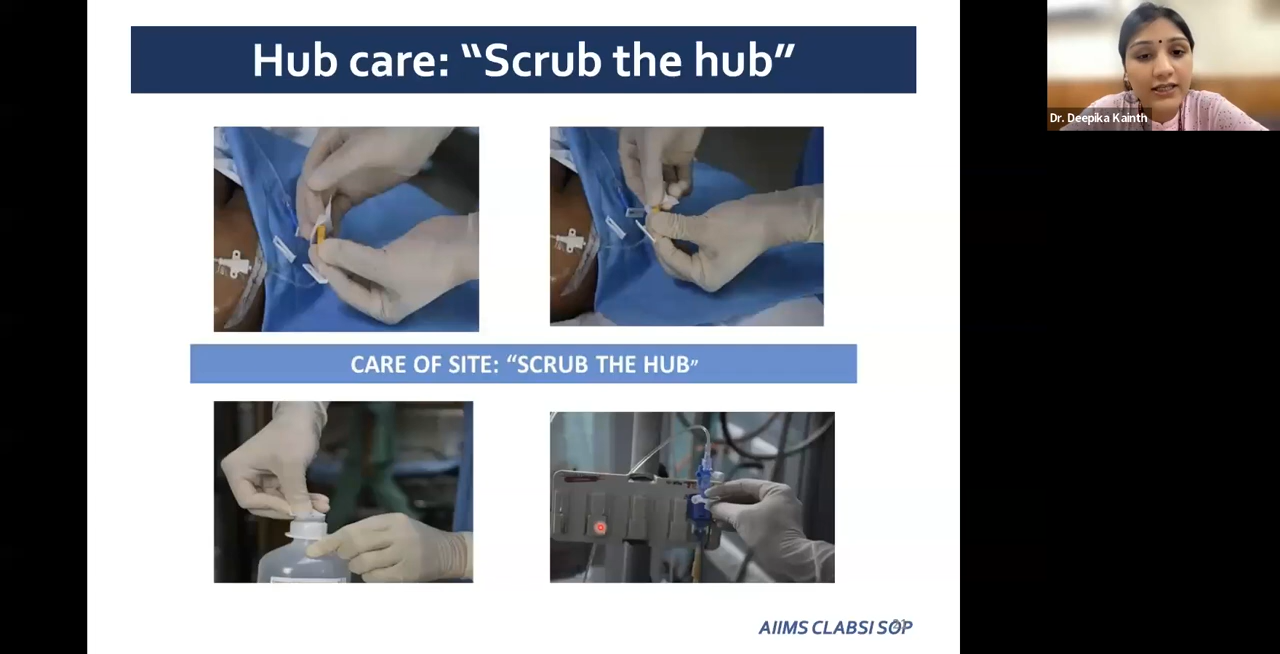 Hub care: “Scrub the hub”
Dr. Deepika Kainth
CARE OF SITE: “SCRUB THE HUB”
AIIMS CLABSI SOP